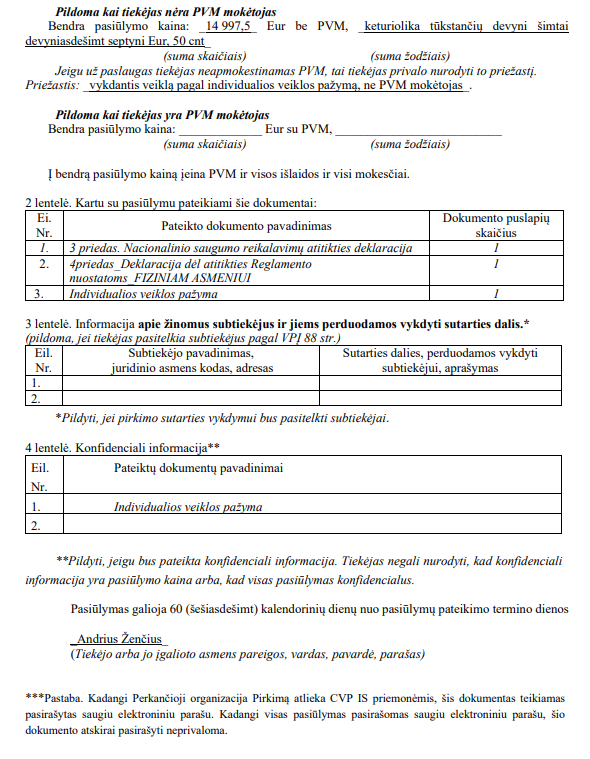 Pildoma kai tiekėjas nėra PVM mokėtojas
Bendra pasiūlymo kaina: _14 997,5_ Eur be PVM, _keturiolika tūkstančių devyni šimtai
devyniasdešimt septyni Eur, 50 cnt_
(suma skaičiais) (suma žodžiais)
Jeigu už paslaugas tiekėjas neapmokestinamas PVM, tai tiekėjas privalo nurodyti to priežastį.
Priežastis: _vykdantis veiklą pagal individualios veiklos pažymą, ne PVM mokėtojas_.
Pildoma kai tiekėjas yra PVM mokėtojas
Bendra pasiūlymo kaina: _____________ Eur su PVM, __________________________
(suma skaičiais) (suma žodžiais)
Į bendrą pasiūlymo kainą įeina PVM ir visos išlaidos ir visi mokesčiai.
2 lentelė. Kartu su pasiūlymu pateikiami šie dokumentai:
Ei. Nr. Pateikto dokumento pavadinimas Dokumento puslapių skaičius
1. 3 priedas. Nacionalinio saugumo reikalavimų atitikties deklaracija 1
2. 4priedas_Deklaracija dėl atitikties Reglamento 1
nuostatoms_FIZINIAM ASMENIUI
3. Individualios veiklos pažyma 1
3 lentelė. Informacija apie žinomus subtiekėjus ir jiems perduodamos vykdyti sutarties dalis.*
(pildoma, jei tiekėjas pasitelkia subtiekėjus pagal VPĮ 88 str.)
Eil. Nr. Subtiekėjo pavadinimas, juridinio asmens kodas, adresas Sutarties dalies, perduodamos vykdyti subtiekėjui, aprašymas
1.
2.
*Pildyti, jei pirkimo sutarties vykdymui bus pasitelkti subtiekėjai.
4 lentelė. Konfidenciali informacija**
Eil. Nr. Pateiktų dokumentų pavadinimai
1. Individualios veiklos pažyma
2.
**Pildyti, jeigu bus pateikta konfidenciali informacija. Tiekėjas negali nurodyti, kad konfidenciali
informacija yra pasiūlymo kaina arba, kad visas pasiūlymas konfidencialus.
Pasiūlymas galioja 60 (šešiasdešimt) kalendorinių dienų nuo pasiūlymų pateikimo termino dienos
_Andrius Ženčius_
(Tiekėjo arba jo įgalioto asmens pareigos, vardas, pavardė, parašas)
***Pastaba. Kadangi Perkančioji organizacija Pirkimą atlieka CVP IS priemonėmis, šis dokumentas teikiamas
pasirašytas saugiu elektroniniu parašu. Kadangi visas pasiūlymas pasirašomas saugiu elektroniniu parašu, šio
dokumento atskirai pasirašyti neprivaloma.